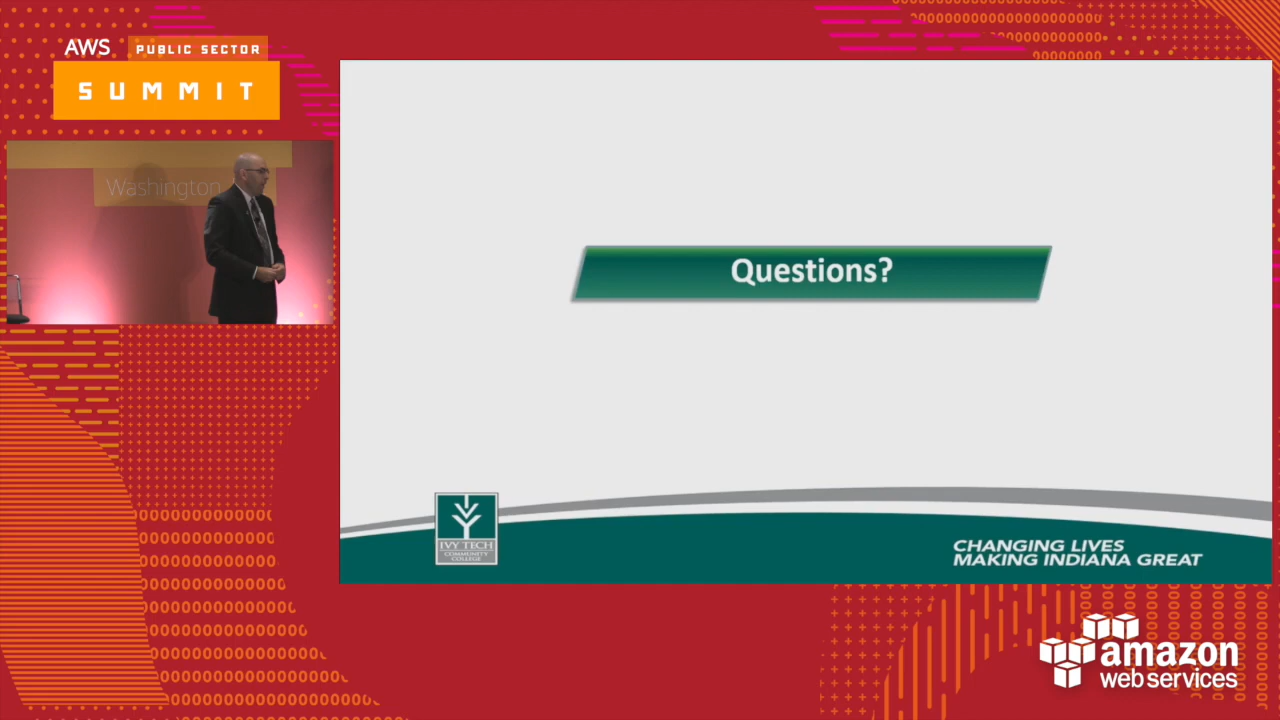 AWS PUBLIC SECTOR
SUMMIT
Washington
Questions?
IVY TECH
COMMUNITY
COLLEGE
CHANGING LIVES
MAKING INDIANA GREAT
amazon
web services